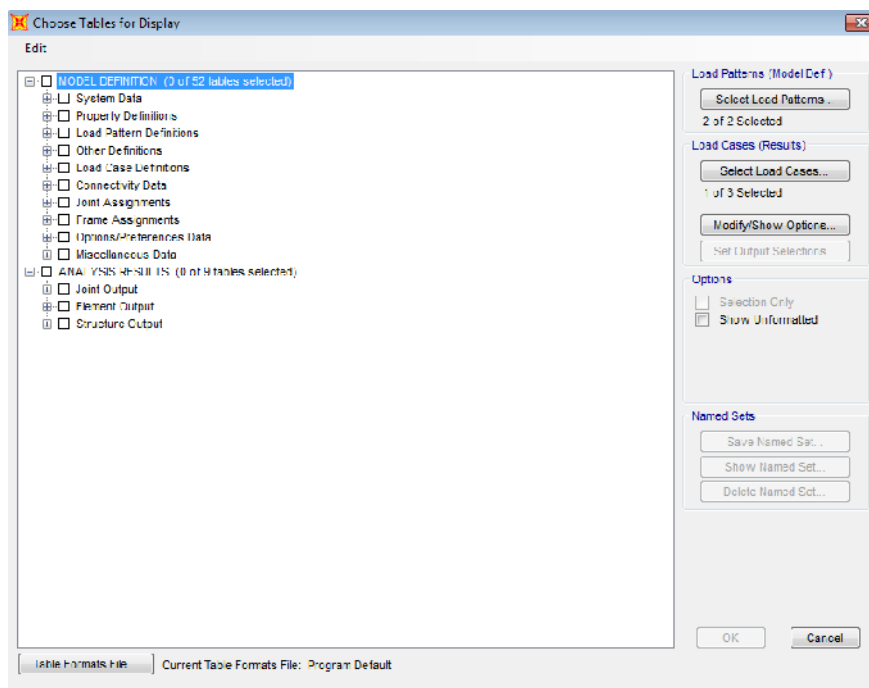 Choose Tables for Display
Edit
MODEL DEFINITION (0 of 52 tables selected)
System Data
Property Definitions
Load Pattern Definitions
Other Definitions
Load Case Definitions
Connectivity Data
Joint Assignments
Frame Assignments
Options/Preferences Data
Miscellaneous Data
ANALYSIS RESULTS (0 of 9 tables selected)
Joint Output
Element Output
Structure Output
Load Patterns (Model Def.)
Select Load Patterns...
2 of 2 Selected
Load Cases (Results)
Select Load Cases...
1 of 3 Selected
Modify/Show Options...
Set Output Selections...
Options
Selection Only
Show Unformatted
Named Sets
Save Named Set...
Show Named Set...
Delete Named Set...
OK
Cancel
Table Formats File...
Current Table Formats File: Program Default